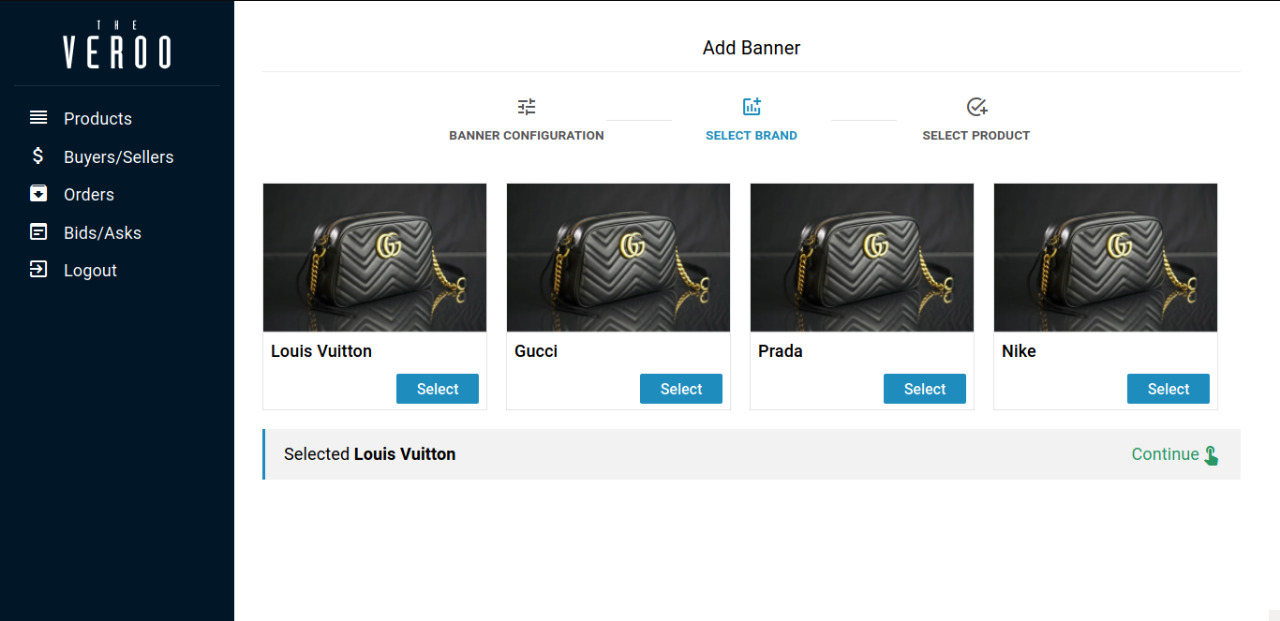 THE
VEROO
Products
Buyers/Sellers
Orders
Bids/Asks
Logout
Add Banner
BANNER CONFIGURATION
SELECT BRAND
SELECT PRODUCT
Louis Vuitton
Select
Gucci
Select
Prada
Select
Nike
Select
Selected Louis Vuitton
Continue